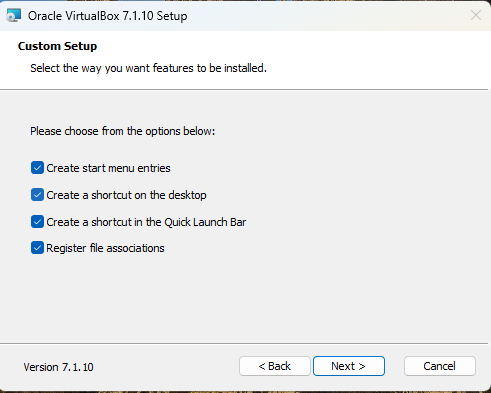 Oracle VirtualBox 7.1.10 Setup
Custom Setup
Select the way you want features to be installed.
Please choose from the options below:
Create start menu entries
Create a shortcut on the desktop
Create a shortcut in the Quick Launch Bar
Register file associations
Version 7.1.10
< Back
Next >
Cancel